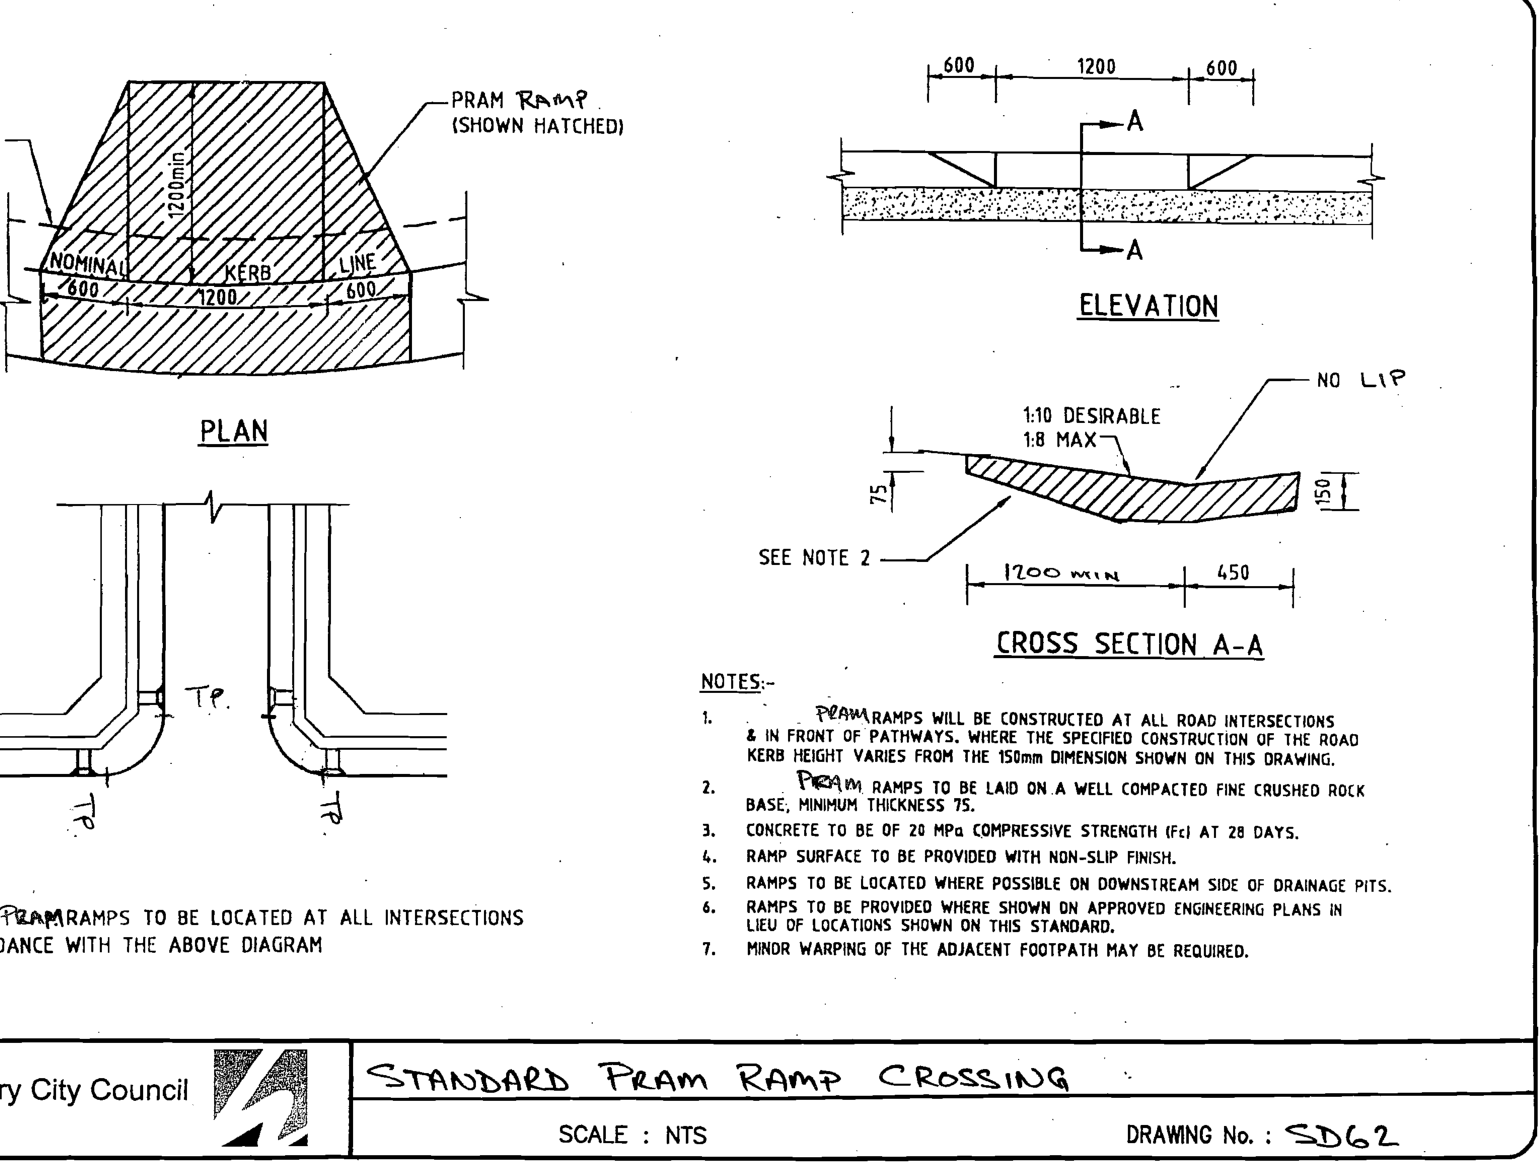 600 1200 600
PRAM RAMP
(SHOWN HATCHED)
A
1200min
NOMINAL KERB LINE
600 1200 600
A
ELEVATION
PLAN
NO LIP
1:10 DESIRABLE
1:8 MAX
75
150
SEE NOTE 2
1200 MIN 450
CROSS SECTION A-A
TP.
TP.
TP.
NOTES:-
1. PRAM RAMPS WILL BE CONSTRUCTED AT ALL ROAD INTERSECTIONS
& IN FRONT OF PATHWAYS. WHERE THE SPECIFIED CONSTRUCTION OF THE ROAD
KERB HEIGHT VARIES FROM THE 150mm DIMENSION SHOWN ON THIS DRAWING.
2. PRAM RAMPS TO BE LAID ON A WELL COMPACTED FINE CRUSHED ROCK
BASE, MINIMUM THICKNESS 75.
3. CONCRETE TO BE OF 20 MPa COMPRESSIVE STRENGTH (Fc) AT 28 DAYS.
4. RAMP SURFACE TO BE PROVIDED WITH NON-SLIP FINISH.
5. RAMPS TO BE LOCATED WHERE POSSIBLE ON DOWNSTREAM SIDE OF DRAINAGE PITS.
6. RAMPS TO BE PROVIDED WHERE SHOWN ON APPROVED ENGINEERING PLANS IN
LIEU OF LOCATIONS SHOWN ON THIS STANDARD.
7. MINOR WARPING OF THE ADJACENT FOOTPATH MAY BE REQUIRED.
PRAM RAMPS TO BE LOCATED AT ALL INTERSECTIONS
DANCE WITH THE ABOVE DIAGRAM
ry City Council
STANDARD PRAM RAMP CROSSING
SCALE : NTS
DRAWING No. : SD62